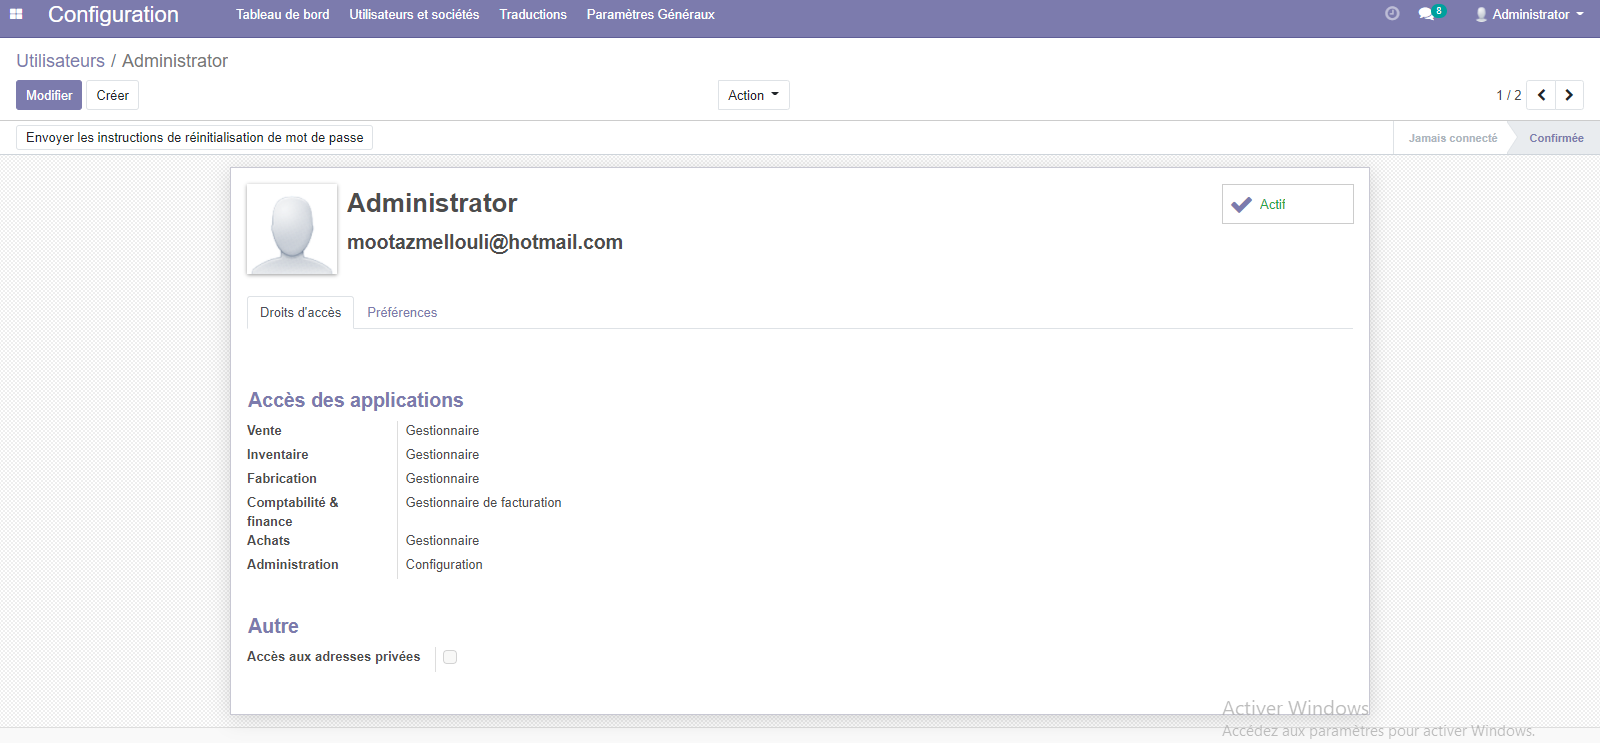 Configuration Tableau de bord Utilisateurs et sociétés Traductions Paramètres Généraux 8 Administrator
Utilisateurs / Administrator
Modifier Créer Action 1 / 2
Envoyer les instructions de réinitialisation de mot de passe Jamais connecté Confirmée
Administrator
Actif
mootazmellouli@hotmail.com
Droits d'accès Préférences
Accès des applications
Vente Gestionnaire
Inventaire Gestionnaire
Fabrication Gestionnaire
Comptabilité & Gestionnaire de facturation
finance
Achats Gestionnaire
Administration Configuration
Autre
Accès aux adresses privées
Activer Windows
Accédez aux paramètres pour activer Windows.